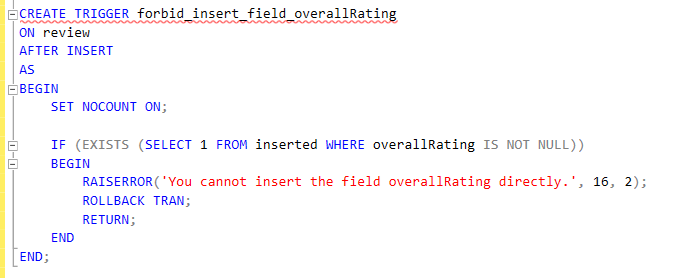 CREATE TRIGGER forbid_insert_field_overallRating
ON review
AFTER INSERT
AS
BEGIN
    SET NOCOUNT ON;

    IF (EXISTS (SELECT 1 FROM inserted WHERE overallRating IS NOT NULL))
    BEGIN
        RAISERROR('You cannot insert the field overallRating directly.', 16, 2);
        ROLLBACK TRAN;
        RETURN;
    END
END;